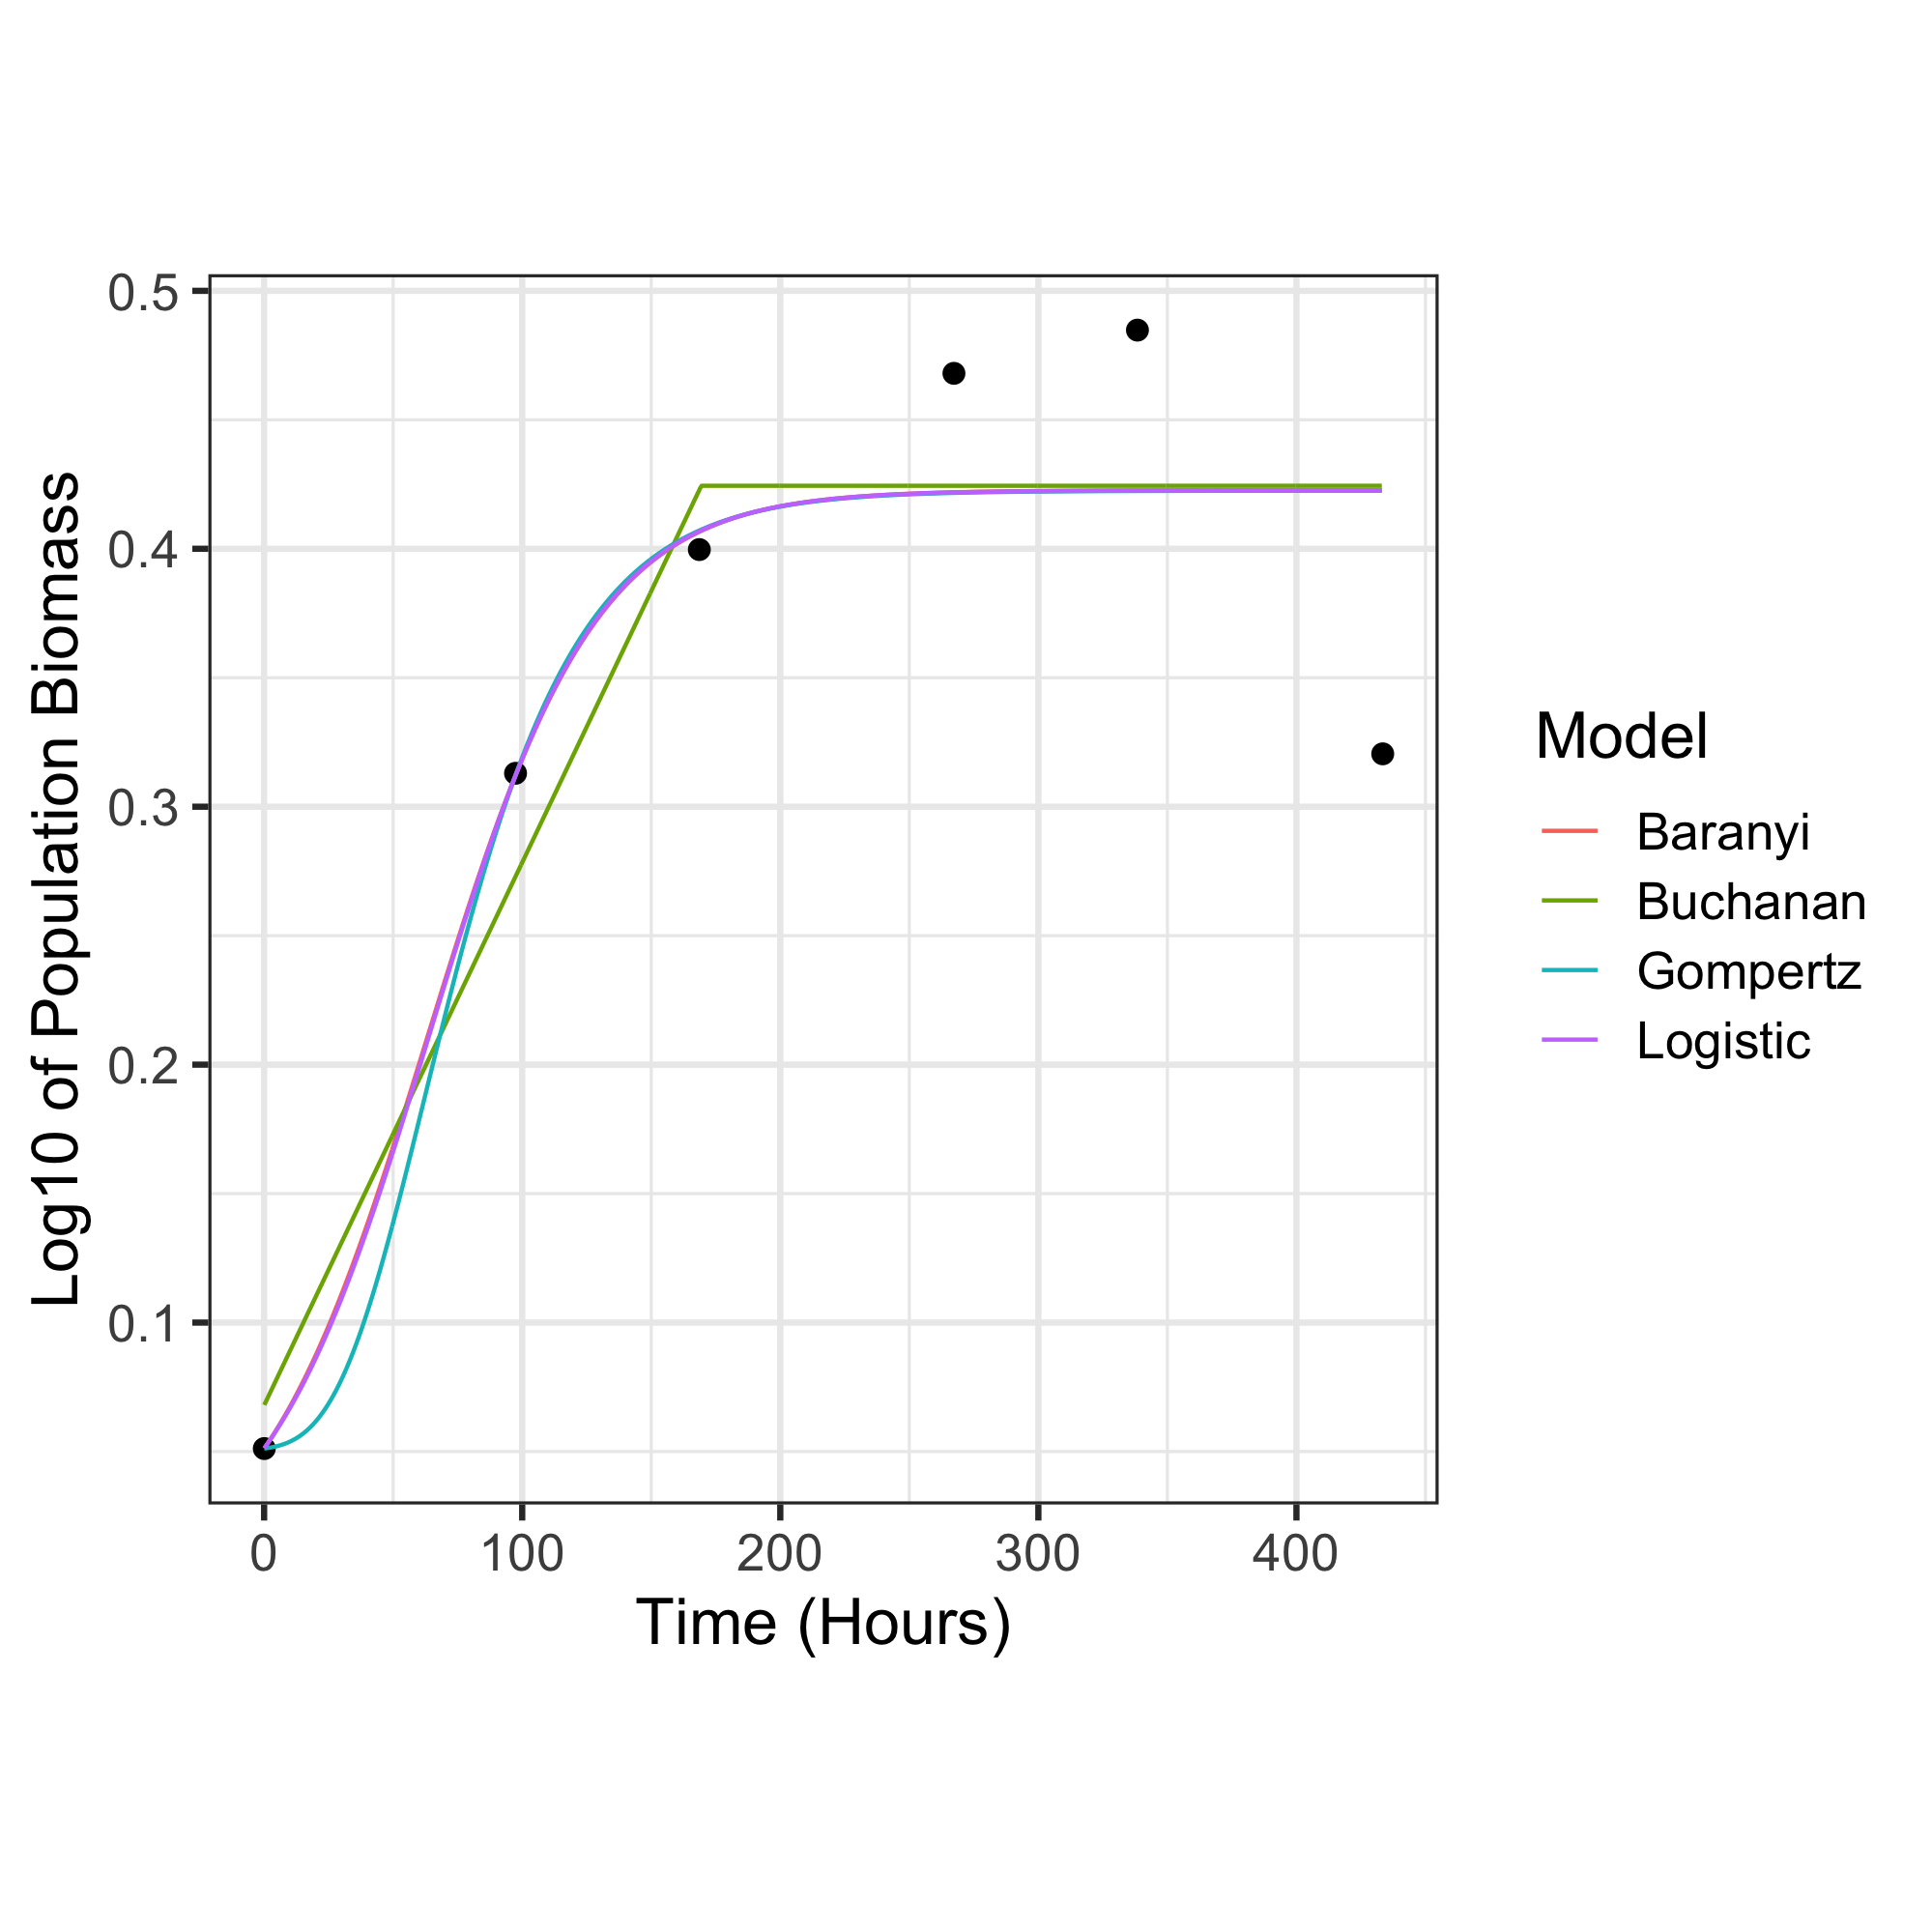 0.5
0.4
0.3
0.2
0.1
Log10 of Population Biomass
0 100 200 300 400
Time (Hours)
Model
Baranyi
Buchanan
Gompertz
Logistic